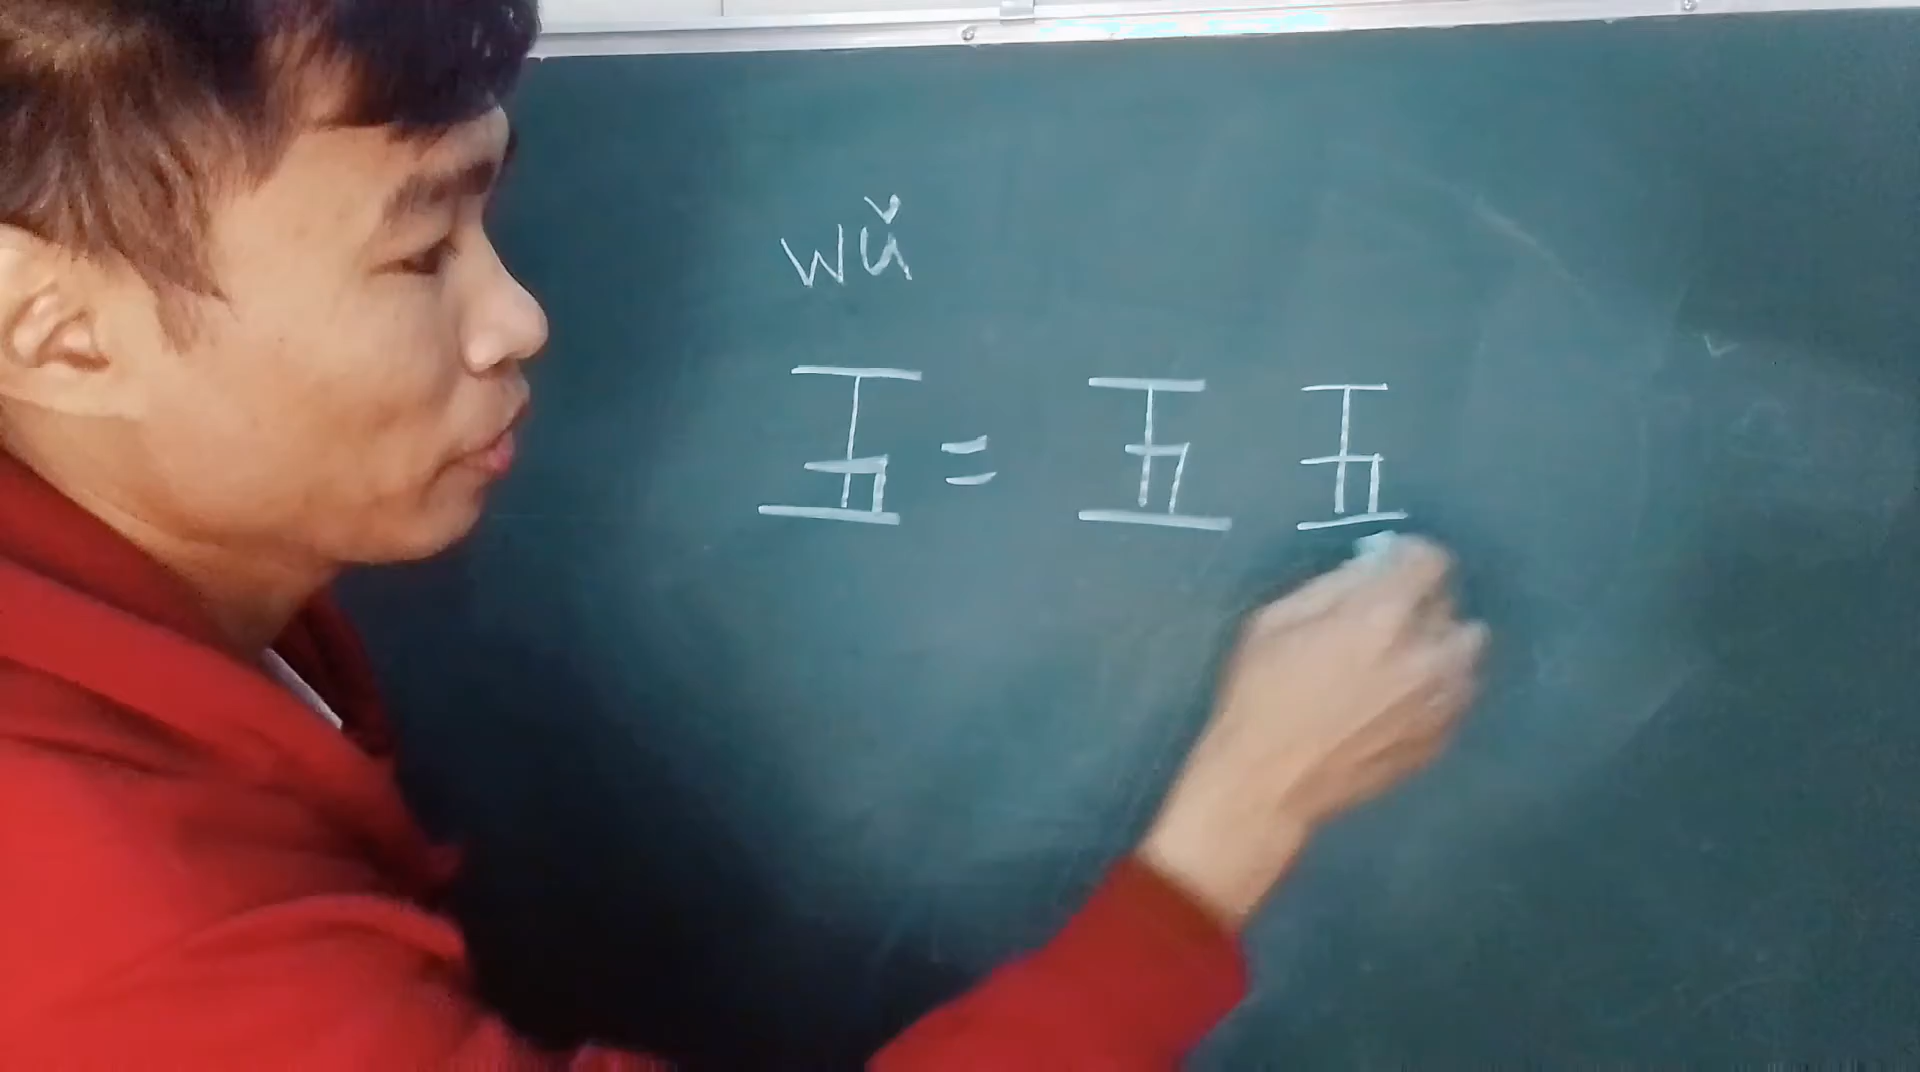 wǔ
五 = 五 五